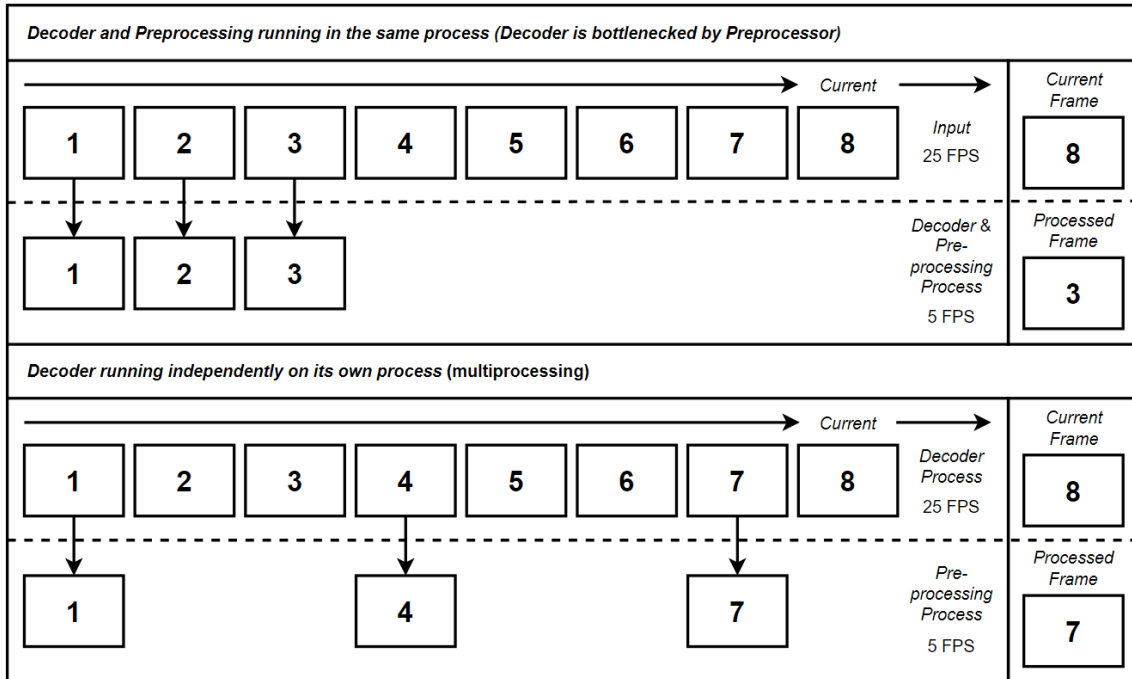 Decoder and Preprocessing running in the same process (Decoder is bottlenecked by Preprocessor)
Current
Current
Frame
1 2 3 4 5 6 7 8
Input
25 FPS
8
1 2 3
Decoder &
Pre-
processing
Process
5 FPS
Processed
Frame
3
Decoder running independently on its own process (multiprocessing)
Current
Current
Frame
1 2 3 4 5 6 7 8
Decoder
Process
25 FPS
8
1 4 7
Pre-
processing
Process
5 FPS
Processed
Frame
7